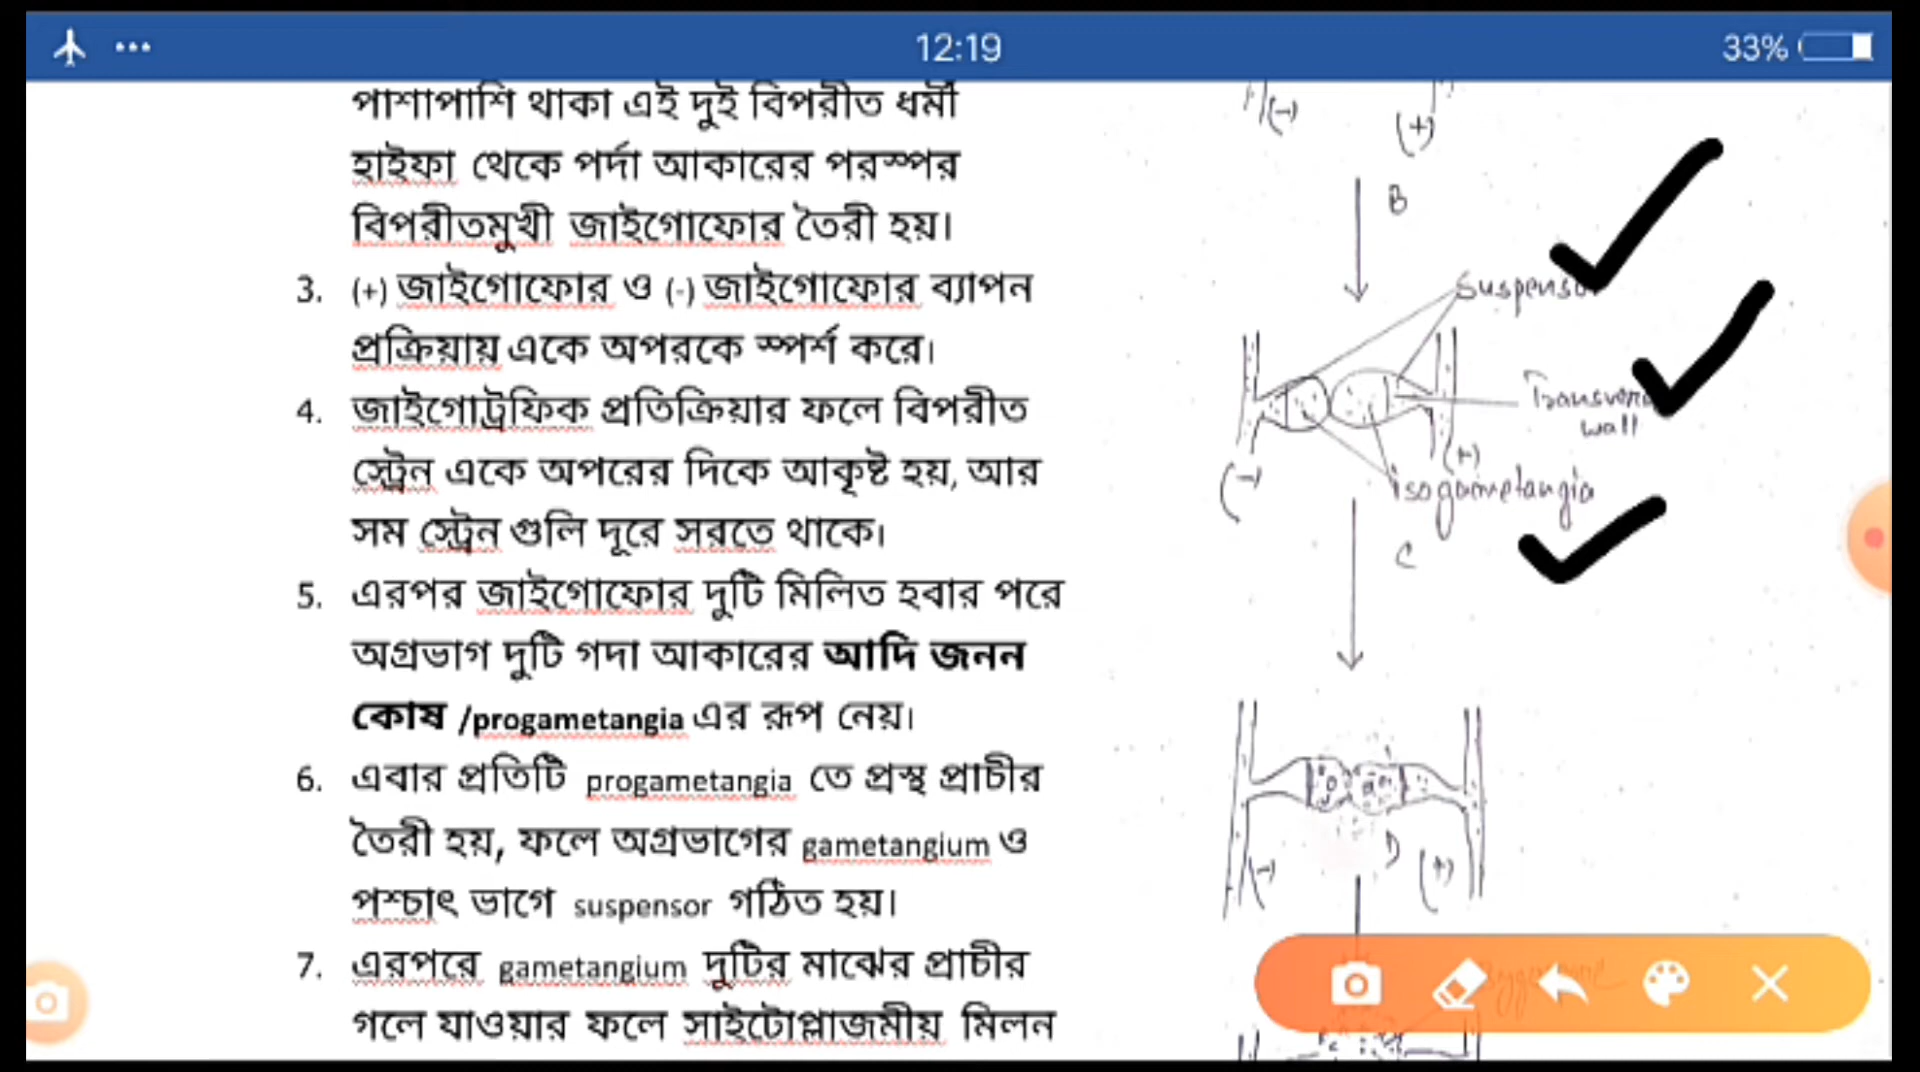 12:19
33%
পাশাপাশি থাকা এই দুই বিপরীত ধর্মী
হাইফা থেকে পর্দা আকারের পরস্পর
বিপরীতমুখী জাইগোফোর তৈরী হয়।
3. (+) জাইগোফোর ও (-) জাইগোফোর ব্যাপন
প্রক্রিয়ায় একে অপরকে স্পর্শ করে।
4. জাইগোট্রফিক প্রতিক্রিয়ার ফলে বিপরীত
স্ট্রেন একে অপরের দিকে আকৃষ্ট হয়, আর
সম স্ট্রেন গুলি দূরে সরতে থাকে।
5. এরপর জাইগোফোর দুটি মিলিত হবার পরে
অগ্রভাগ দুটি গদা আকারের আদি জনন
কোষ /progametangia এর রূপ নেয়।
6. এবার প্রতিটি progametangia তে প্রস্থ প্রাচীর
তৈরী হয়, ফলে অগ্রভাগের gametangium ও
পশ্চাৎ ভাগে suspensor গঠিত হয়।
7. এরপরে gametangium দুটির মাঝের প্রাচীর
গলে যাওয়ার ফলে সাইটোপ্লাজমীয় মিলন
(-)
(+)
B
Suspensor
wall
(+)
(-)
isogametangia
C
D
(-)
(+)